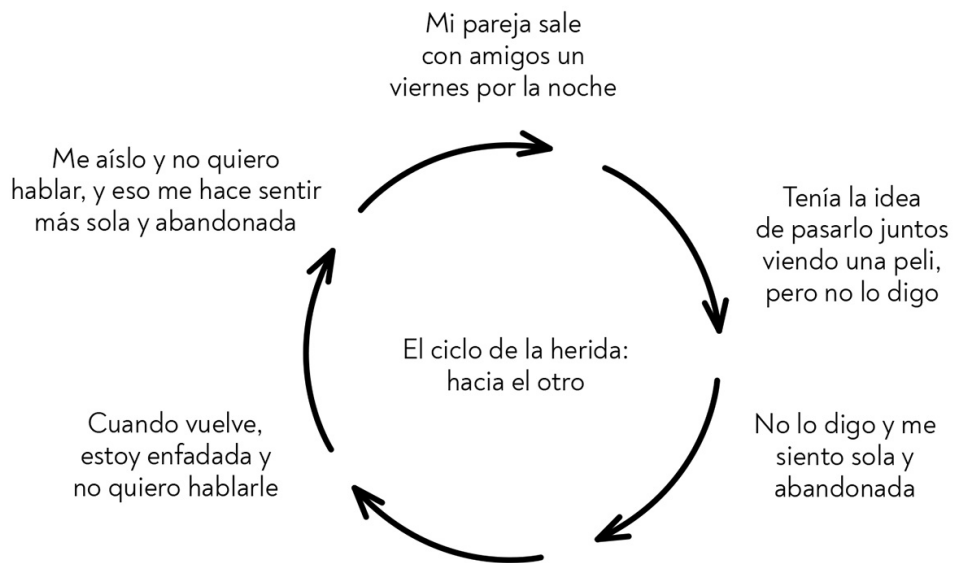 Mi pareja sale
con amigos un
viernes por la noche
Tenía la idea
de pasarlo juntos
viendo una peli,
pero no lo digo
No lo digo y me
siento sola y
abandonada
Cuando vuelve,
estoy enfadada y
no quiero hablarle
Me aíslo y no quiero
hablar, y eso me hace sentir
más sola y abandonada
El ciclo de la herida:
hacia el otro